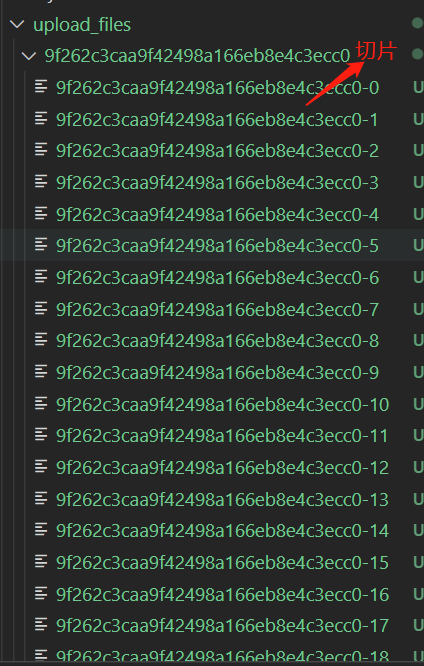 upload_files
9f262c3caa9f42498a166eb8e4c3ecc0 切片
9f262c3caa9f42498a166eb8e4c3ecc0-0 U
9f262c3caa9f42498a166eb8e4c3ecc0-1 U
9f262c3caa9f42498a166eb8e4c3ecc0-2 U
9f262c3caa9f42498a166eb8e4c3ecc0-3 U
9f262c3caa9f42498a166eb8e4c3ecc0-4 U
9f262c3caa9f42498a166eb8e4c3ecc0-5 U
9f262c3caa9f42498a166eb8e4c3ecc0-6 U
9f262c3caa9f42498a166eb8e4c3ecc0-7 U
9f262c3caa9f42498a166eb8e4c3ecc0-8 U
9f262c3caa9f42498a166eb8e4c3ecc0-9 U
9f262c3caa9f42498a166eb8e4c3ecc0-10 U
9f262c3caa9f42498a166eb8e4c3ecc0-11 U
9f262c3caa9f42498a166eb8e4c3ecc0-12 U
9f262c3caa9f42498a166eb8e4c3ecc0-13 U
9f262c3caa9f42498a166eb8e4c3ecc0-14 U
9f262c3caa9f42498a166eb8e4c3ecc0-15 U
9f262c3caa9f42498a166eb8e4c3ecc0-16 U
9f262c3caa9f42498a166eb8e4c3ecc0-17 U
9f262c3caa9f42498a166eb8e4c3ecc0-18 U